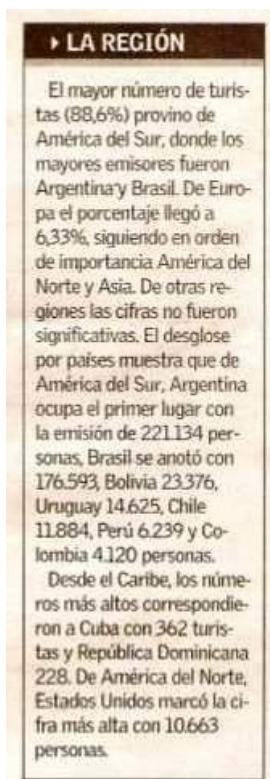 ▸ LA REGIÓN
El mayor número de turis-
tas (88,6%) provino de
América del Sur, donde los
mayores emisores fueron
Argentina y Brasil. De Euro-
pa el porcentaje llegó a
6,33%, siguiendo en orden
de importancia América del
Norte y Asia. De otras re-
giones las cifras no fueron
significativas. El desglose
por países muestra que de
América del Sur, Argentina
ocupa el primer lugar con
la emisión de 221.134 per-
sonas, Brasil se anotó con
176.593, Bolivia 23.376,
Uruguay 14.625, Chile
11.884, Perú 6.239 y Co-
lombia 4.120 personas.
Desde el Caribe, los núme-
ros más altos correspondie-
ron a Cuba con 362 turis-
tas y República Dominicana
228. De América del Norte,
Estados Unidos marcó la ci-
fra más alta con 10.663
personas.